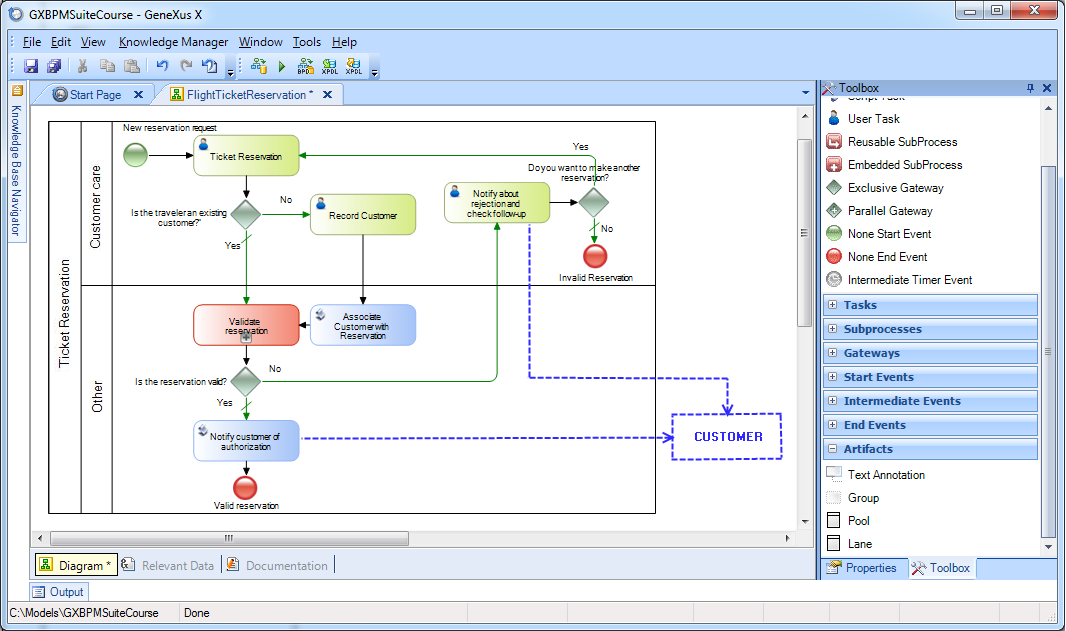 GXBPMSuiteCourse - GeneXus X
File Edit View Knowledge Manager Window Tools Help
BPD XPDL XPDL
Start Page
FlightTicketReservation *
Knowledge Base Navigator
Ticket Reservation
Customer care
Other
New reservation request
Ticket Reservation
Is the traveler an existing
customer?"
No
Yes
Record Customer
Notify about
rejection and
check follow-up
Yes
Do you want to make another
reservation?
No
Invalid Reservation
Validate
reservation
Associate
Customer with
Reservation
Is the reservation valid?
No
Yes
Notify customer of
authorization
Valid reservation
CUSTOMER
Toolbox
Script Task
User Task
Reusable SubProcess
Embedded SubProcess
Exclusive Gateway
Parallel Gateway
None Start Event
None End Event
Intermediate Timer Event
Tasks
Subprocesses
Gateways
Start Events
Intermediate Events
End Events
Artifacts
Text Annotation
Group
Pool
Lane
Properties
Toolbox
Diagram *
Relevant Data
Documentation
Output
C:\Models\GXBPMSuiteCourse
Done